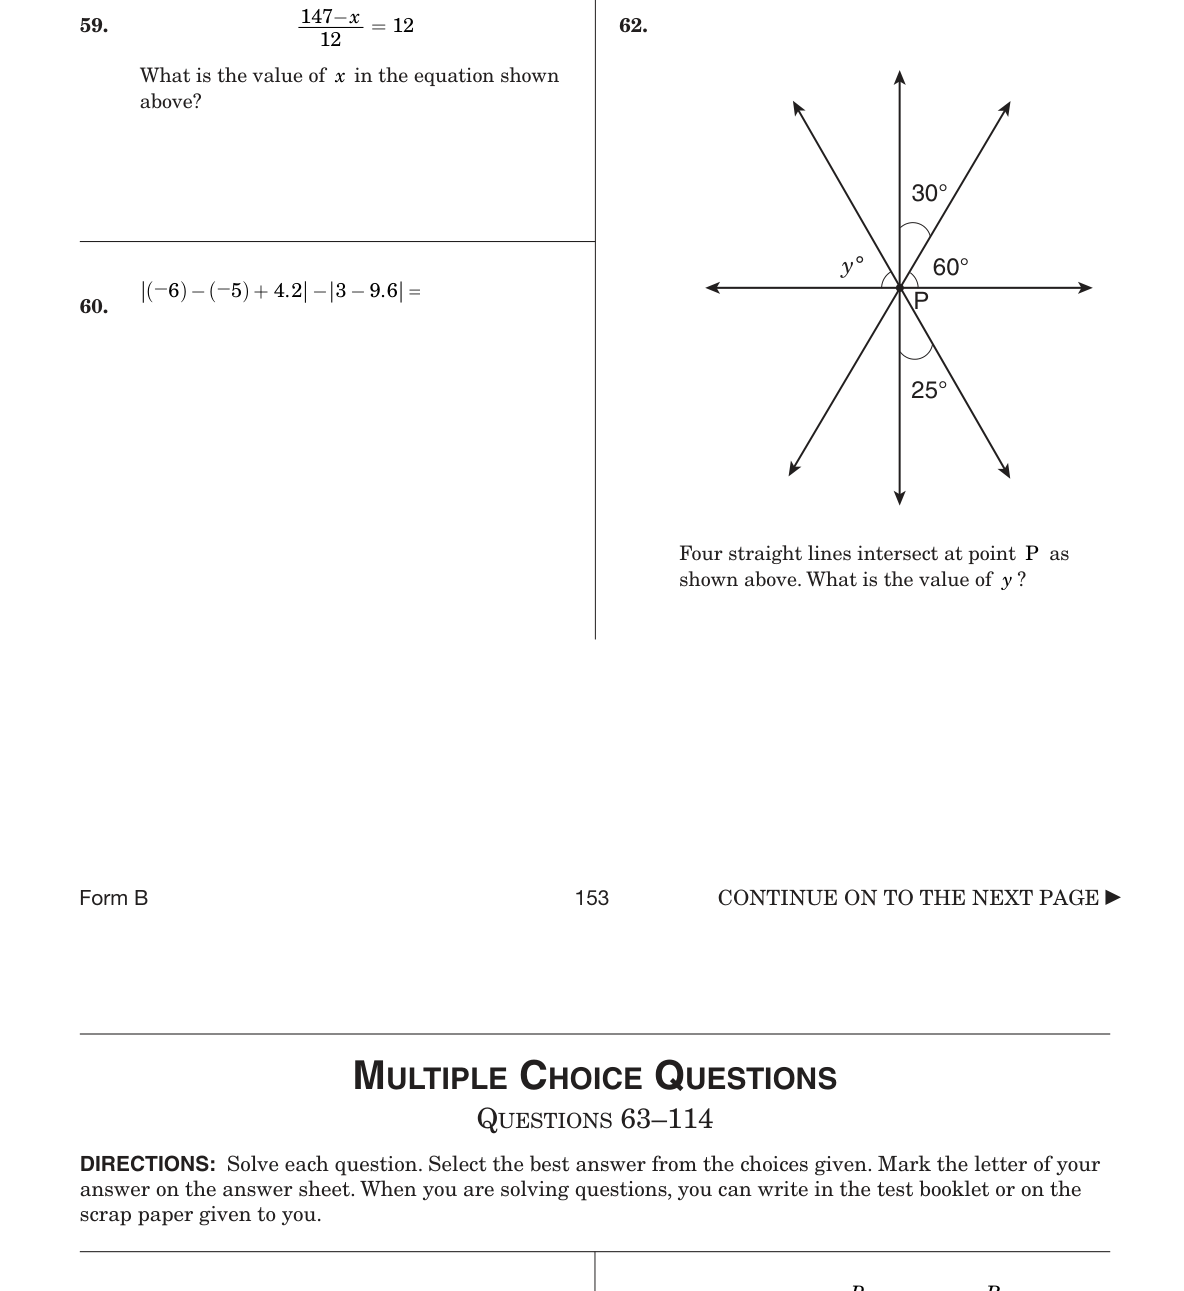 59.
147−x
12
= 12
What is the value of x in the equation shown
above?
60.
|(−6) − (−5) + 4.2| − |3 − 9.6| =
62.
30°
y°
60°
P
25°
Four straight lines intersect at point P as
shown above. What is the value of y ?
Form B
153
CONTINUE ON TO THE NEXT PAGE ▶
MULTIPLE CHOICE QUESTIONS
QUESTIONS 63–114
DIRECTIONS: Solve each question. Select the best answer from the choices given. Mark the letter of your
answer on the answer sheet. When you are solving questions, you can write in the test booklet or on the
scrap paper given to you.